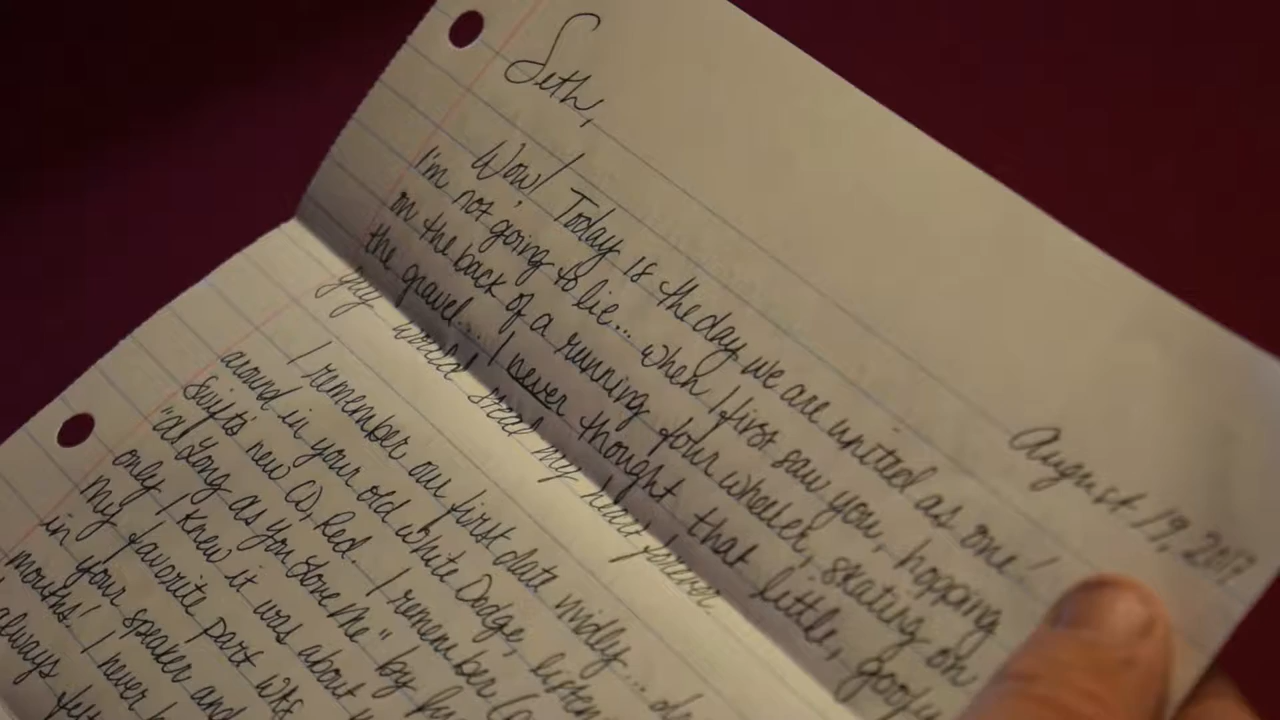 August 19, 2017
Seth,
Wow! Today is the day we are united as one!
I'm not going to lie... when I first saw you, hopping
on the back of a running four wheeler, skating on
the gravel... I never thought that little, goofy
guy would steal my heart forever
I remember our first date vividly...
around in your old white Dodge,
Swift's new CD, Red. I remember
"as Long as You Love Me" by
only I knew it was about
My favorite part was
in your speaker and
mouths! I never
always felt